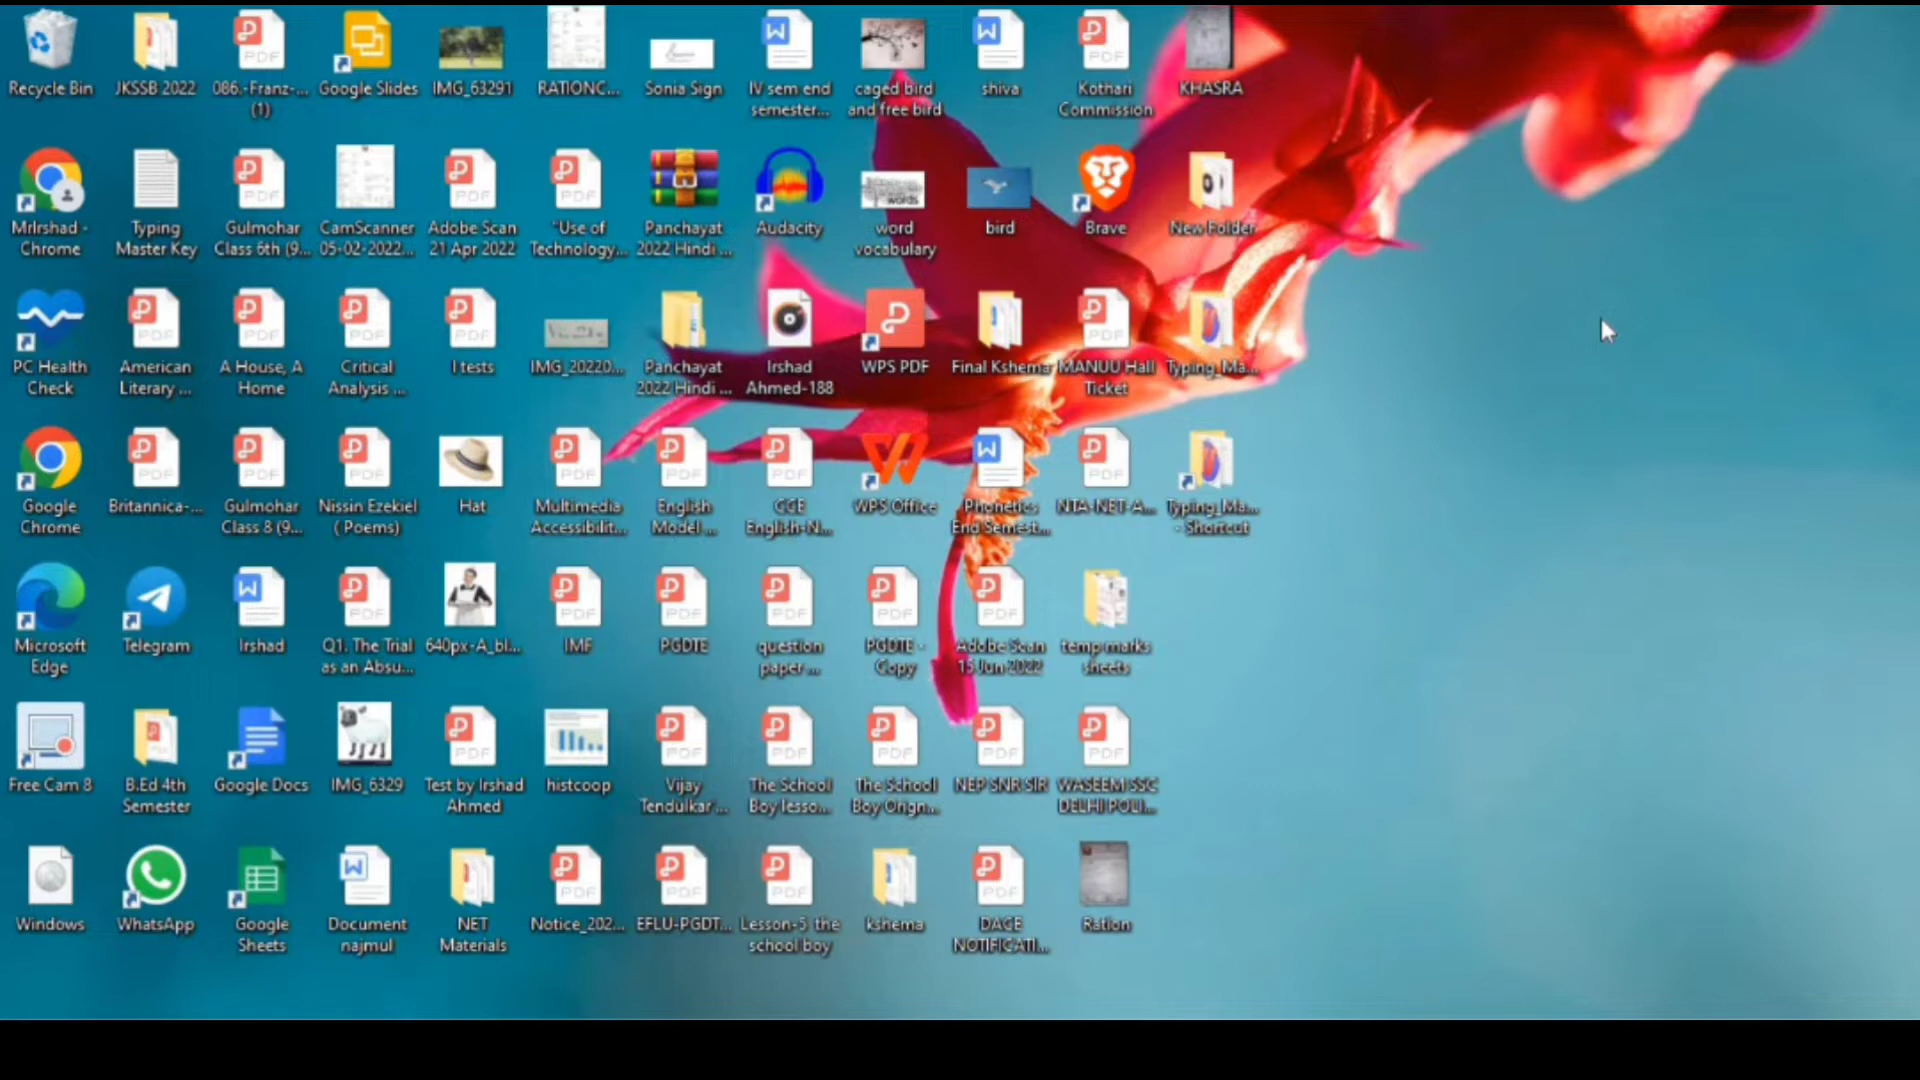 Recycle Bin
JKSSB 2022
086.-Franz-...
(1)
Google Slides
IMG_63291
RATIONC...
Sonia Sign
IV sem end
semester...
caged bird
and free bird
shiva
Kothari
Commission
KHASRA
MrIrshad -
Chrome
Typing
Master Key
Gulmohar
Class 6th (9...
CamScanner
05-02-2022...
Adobe Scan
21 Apr 2022
"Use of
Technology...
Panchayat
2022 Hindi ...
Audacity
words
word
vocabulary
bird
Brave
New Folder
PC Health
Check
American
Literary ...
A House, A
Home
Critical
Analysis ...
I tests
IMG_20220...
Panchayat
2022 Hindi ...
Irshad
Ahmed-188
WPS PDF
Final Kshema
MANUU Hall
Ticket
Typing_Ma...
Google
Chrome
Britannica-...
Gulmohar
Class 8 (9...
Nissin Ezekiel
( Poems)
Hat
Multimedia
Accessibilit...
English
Model ...
CCE
English-N...
WPS Office
Phonetics
End Semest...
NTA-NET-A...
Typing_Ma...
- Shortcut
Microsoft
Edge
Telegram
Irshad
Q1. The Trial
as an Absu...
640px-A_bl...
IMF
PGDTE
question
paper ...
PGDTE -
Copy
Adobe Scan
15 Jun 2022
temp marks
sheets
Free Cam 8
B.Ed 4th
Semester
Google Docs
IMG_6329
Test by Irshad
Ahmed
histcoop
Vijay
Tendulkar ...
The School
Boy lesso...
The School
Boy Orign...
NEP SNR SIR
WASEEM SSC
DELHI POLI...
Windows
WhatsApp
Google
Sheets
Document
najmul
NET
Materials
Notice_202...
EFLU-PGDT...
Lesson-5 the
school boy
kshema
DACE
NOTIFICATI...
Ration